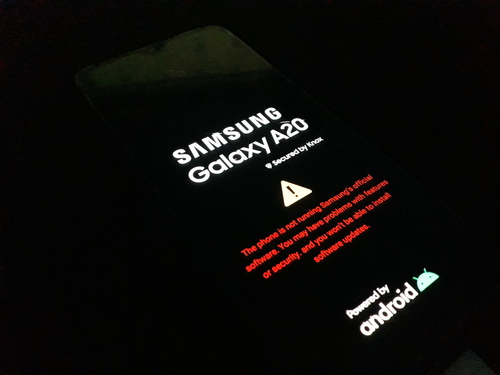 SAMSUNG
Galaxy A20
Secured by Knox
The phone is not running Samsung's official
software. You may have problems with features
or security, and you won't be able to install
software updates.
Powered by
android